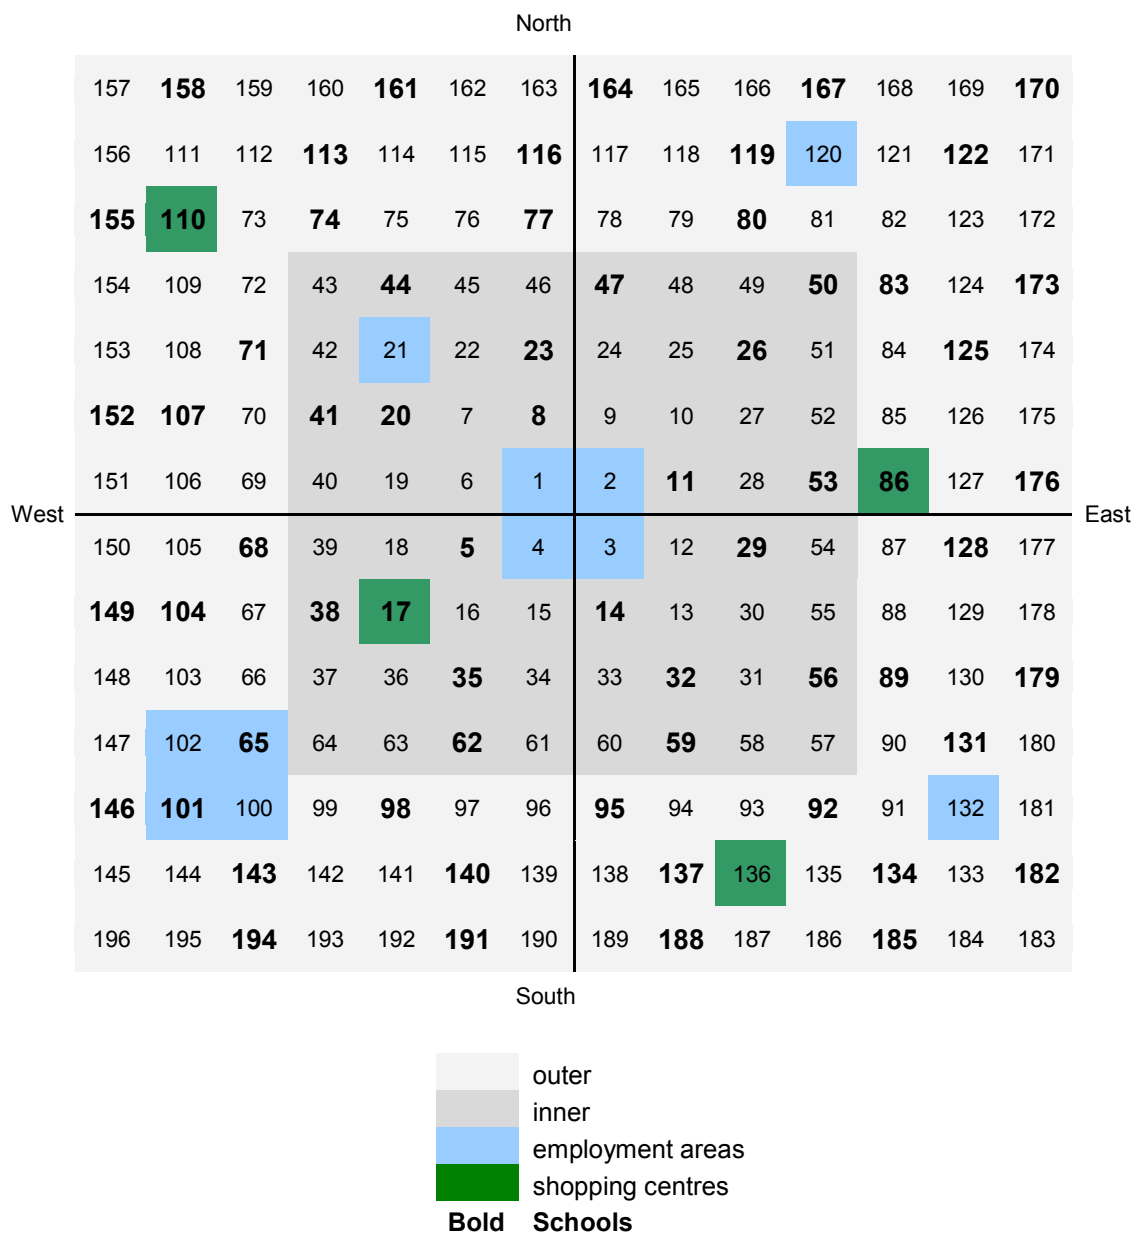 North
157 158 159 160 161 162 163 164 165 166 167 168 169 170
156 111 112 113 114 115 116 117 118 119 120 121 122 171
155 110 73 74 75 76 77 78 79 80 81 82 123 172
154 109 72 43 44 45 46 47 48 49 50 83 124 173
153 108 71 42 21 22 23 24 25 26 51 84 125 174
152 107 70 41 20 7 8 9 10 27 52 85 126 175
151 106 69 40 19 6 1 2 11 28 53 86 127 176
West East
150 105 68 39 18 5 4 3 12 29 54 87 128 177
149 104 67 38 17 16 15 14 13 30 55 88 129 178
148 103 66 37 36 35 34 33 32 31 56 89 130 179
147 102 65 64 63 62 61 60 59 58 57 90 131 180
146 101 100 99 98 97 96 95 94 93 92 91 132 181
145 144 143 142 141 140 139 138 137 136 135 134 133 182
196 195 194 193 192 191 190 189 188 187 186 185 184 183
South
outer
inner
employment areas
shopping centres
Bold Schools